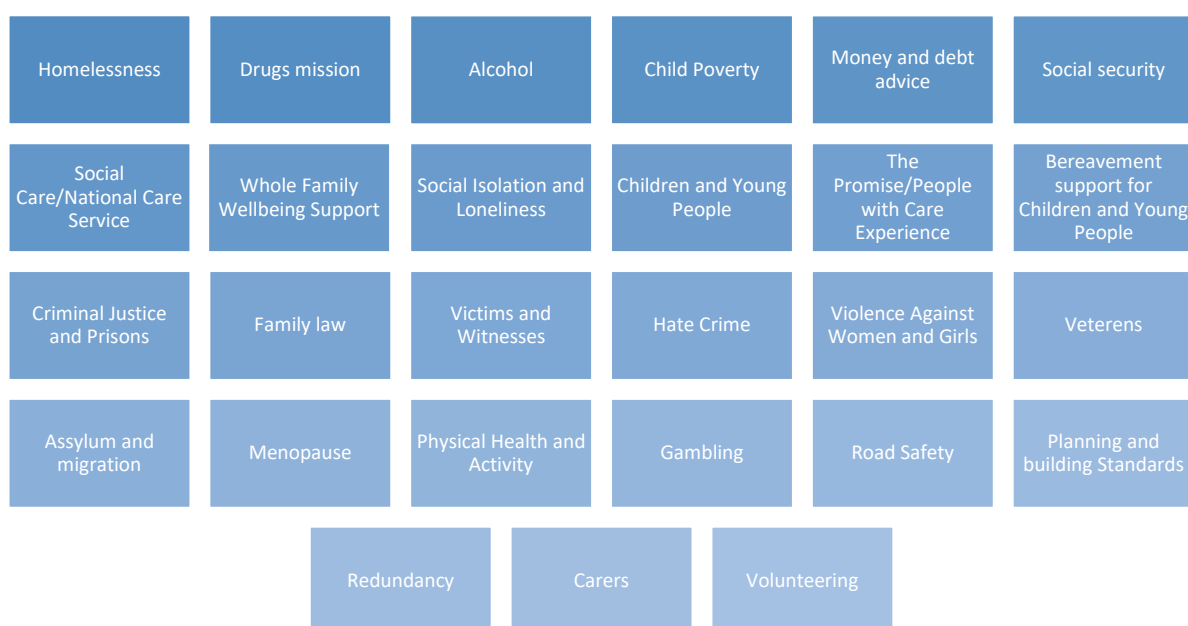 Homelessness
Drugs mission
Alcohol
Child Poverty
Money and debt
advice
Social security
Social
Care/National Care
Service
Whole Family
Wellbeing Support
Social Isolation and
Loneliness
Children and Young
People
The
Promise/People
with Care
Experience
Bereavement
support for
Children and Young
People
Criminal Justice
and Prisons
Family law
Victims and
Witnesses
Hate Crime
Violence Against
Women and Girls
Veterens
Assylum and
migration
Menopause
Physical Health and
Activity
Gambling
Road Safety
Planning and
building Standards
Redundancy
Carers
Volunteering